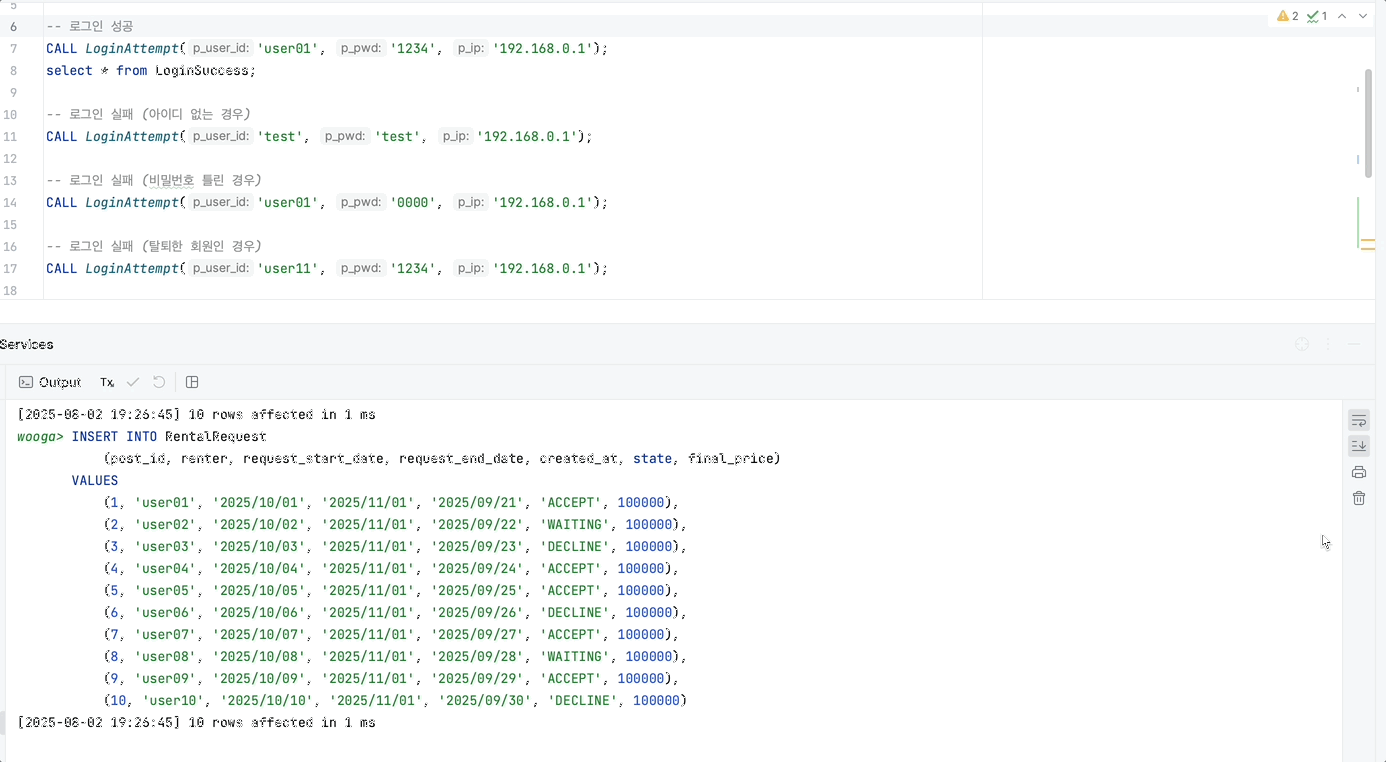 5
6 -- 로그인 성공
⚠ 2 ✓ 1
7 CALL LoginAttempt( p_user_id: 'user01', p_pwd: '1234', p_ip: '192.168.0.1');
8 select * from LoginSuccess;
9
10 -- 로그인 실패 (아이디 없는 경우)
11 CALL LoginAttempt( p_user_id: 'test', p_pwd: 'test', p_ip: '192.168.0.1');
12
13 -- 로그인 실패 (비밀번호 틀린 경우)
14 CALL LoginAttempt( p_user_id: 'user01', p_pwd: '0000', p_ip: '192.168.0.1');
15
16 -- 로그인 실패 (탈퇴한 회원인 경우)
17 CALL LoginAttempt( p_user_id: 'user11', p_pwd: '1234', p_ip: '192.168.0.1');
18
Services
Output Tx
[2025-08-02 19:26:45] 10 rows affected in 1 ms
wooga> INSERT INTO RentalRequest
(post_id, renter, request_start_date, request_end_date, created_at, state, final_price)
VALUES
(1, 'user01', '2025/10/01', '2025/11/01', '2025/09/21', 'ACCEPT', 100000),
(2, 'user02', '2025/10/02', '2025/11/01', '2025/09/22', 'WAITING', 100000),
(3, 'user03', '2025/10/03', '2025/11/01', '2025/09/23', 'DECLINE', 100000),
(4, 'user04', '2025/10/04', '2025/11/01', '2025/09/24', 'ACCEPT', 100000),
(5, 'user05', '2025/10/05', '2025/11/01', '2025/09/25', 'ACCEPT', 100000),
(6, 'user06', '2025/10/06', '2025/11/01', '2025/09/26', 'DECLINE', 100000),
(7, 'user07', '2025/10/07', '2025/11/01', '2025/09/27', 'ACCEPT', 100000),
(8, 'user08', '2025/10/08', '2025/11/01', '2025/09/28', 'WAITING', 100000),
(9, 'user09', '2025/10/09', '2025/11/01', '2025/09/29', 'ACCEPT', 100000),
(10, 'user10', '2025/10/10', '2025/11/01', '2025/09/30', 'DECLINE', 100000)
[2025-08-02 19:26:45] 10 rows affected in 1 ms